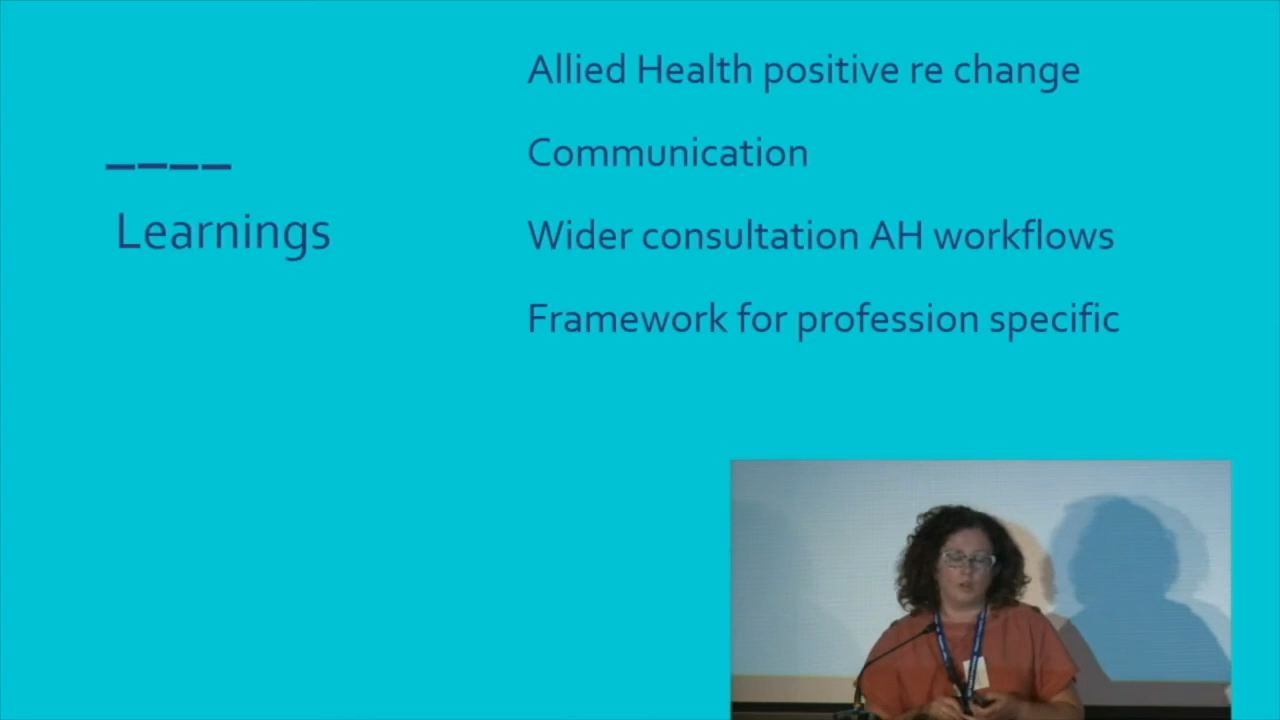 Learnings
Allied Health positive re change
Communication
Wider consultation AH workflows
Framework for profession specific